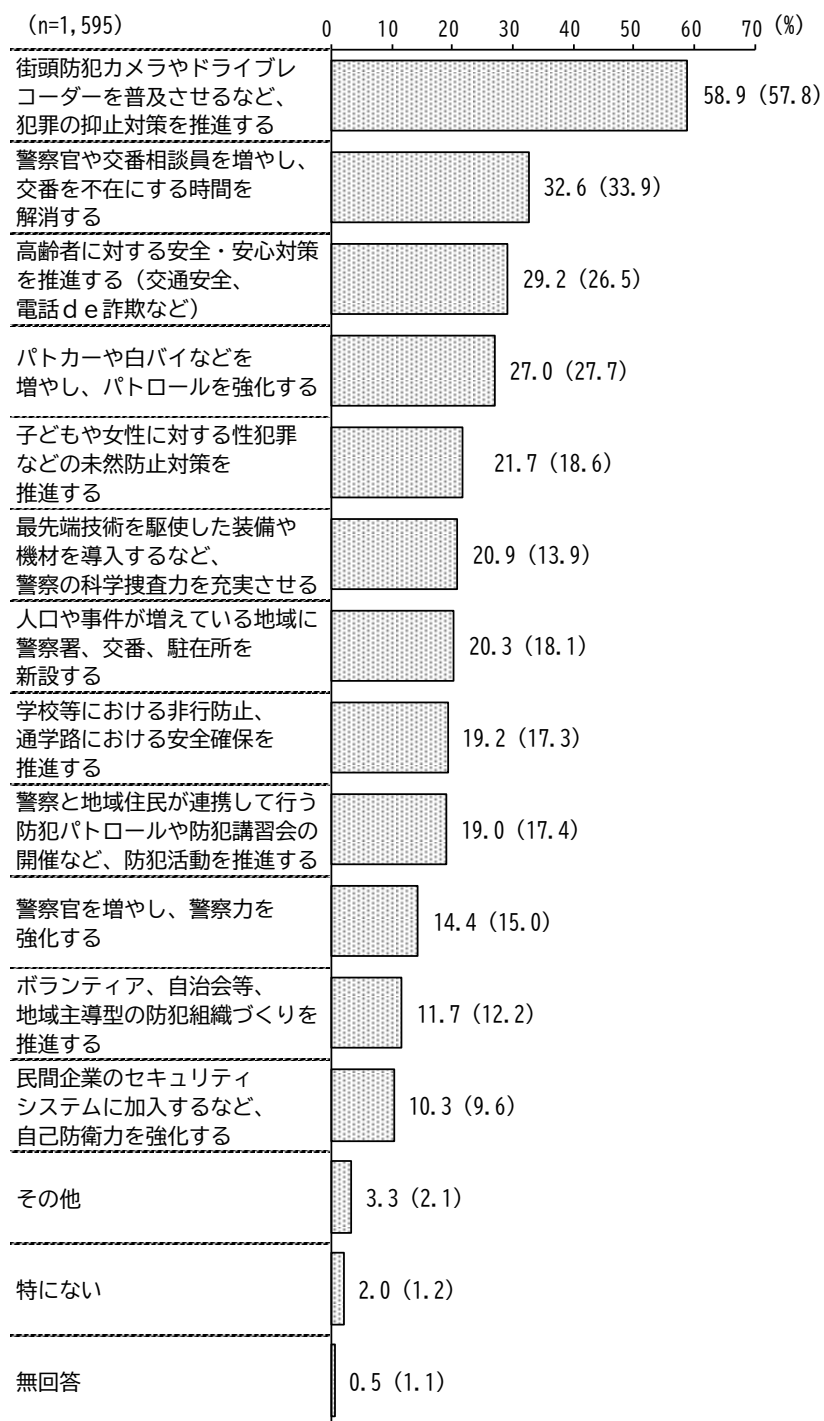 (n=1,595)
0 10 20 30 40 50 60 70 (%)
街頭防犯カメラやドライブレ
コーダーを普及させるなど、
犯罪の抑止対策を推進する
58.9 (57.8)
警察官や交番相談員を増やし、
交番を不在にする時間を
解消する
32.6 (33.9)
高齢者に対する安全・安心対策
を推進する（交通安全、
電話ｄｅ詐欺など）
29.2 (26.5)
パトカーや白バイなどを
増やし、パトロールを強化する
27.0 (27.7)
子どもや女性に対する性犯罪
などの未然防止対策を
推進する
21.7 (18.6)
最先端技術を駆使した装備や
機材を導入するなど、
警察の科学捜査力を充実させる
20.9 (13.9)
人口や事件が増えている地域に
警察署、交番、駐在所を
新設する
20.3 (18.1)
学校等における非行防止、
通学路における安全確保を
推進する
19.2 (17.3)
警察と地域住民が連携して行う
防犯パトロールや防犯講習会の
開催など、防犯活動を推進する
19.0 (17.4)
警察官を増やし、警察力を
強化する
14.4 (15.0)
ボランティア、自治会等、
地域主導型の防犯組織づくりを
推進する
11.7 (12.2)
民間企業のセキュリティ
システムに加入するなど、
自己防衛力を強化する
10.3 (9.6)
その他
3.3 (2.1)
特にない
2.0 (1.2)
無回答
0.5 (1.1)